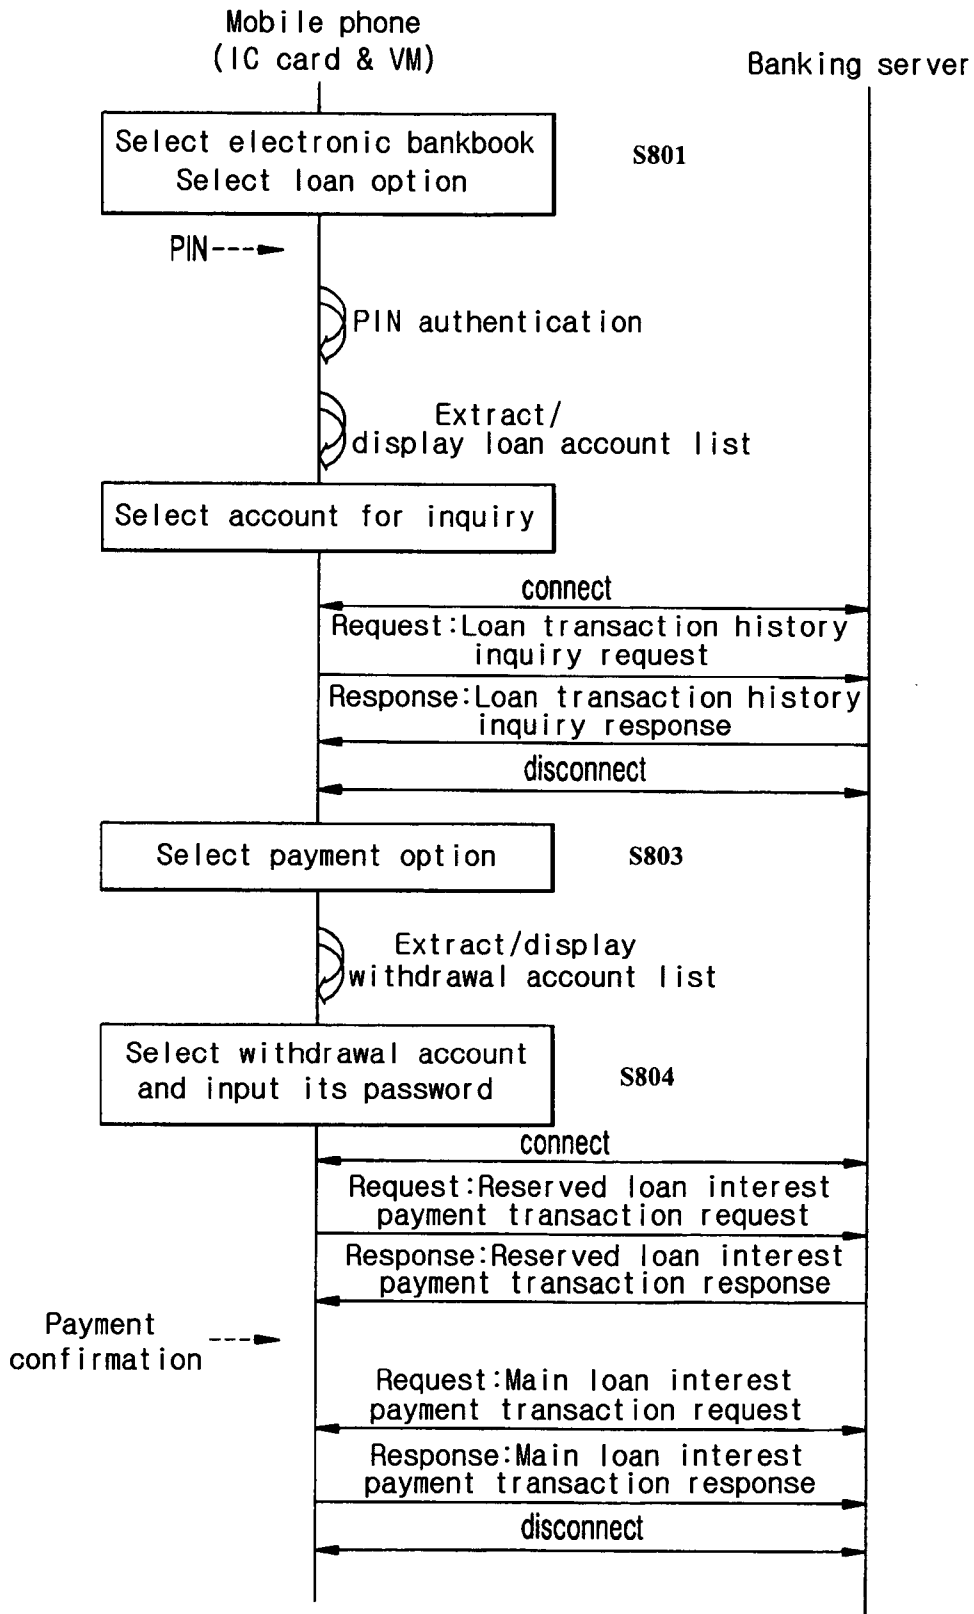 Mobile phone
(IC card & VM)
Banking server
Select electronic bankbook
Select loan option
S801
PIN
PIN authentication
Extract/
display loan account list
Select account for inquiry
connect
Request:Loan transaction history
inquiry request
Response:Loan transaction history
inquiry response
disconnect
Select payment option
S803
Extract/display
withdrawal account list
Select withdrawal account
and input its password
S804
connect
Request:Reserved loan interest
payment transaction request
Response:Reserved loan interest
payment transaction response
Payment
confirmation
Request:Main loan interest
payment transaction request
Response:Main loan interest
payment transaction response
disconnect